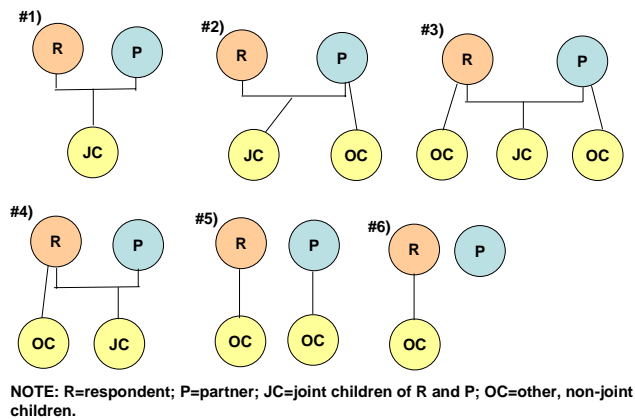 #1)
R
P
JC
#2)
R
P
JC
OC
#3)
R
P
OC
JC
OC
#4)
R
P
OC
JC
#5)
R
P
OC
OC
#6)
R
P
OC
NOTE: R=respondent; P=partner; JC=joint children of R and P; OC=other, non-joint
children.